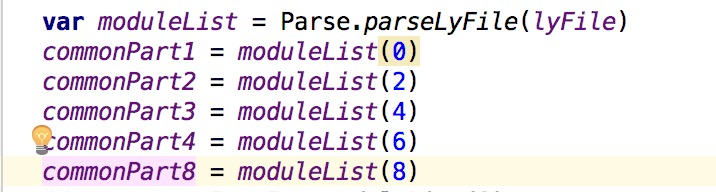 var moduleList = Parse.parseLyFile(lyFile)
commonPart1 = moduleList(0)
commonPart2 = moduleList(2)
commonPart3 = moduleList(4)
commonPart4 = moduleList(6)
commonPart8 = moduleList(8)